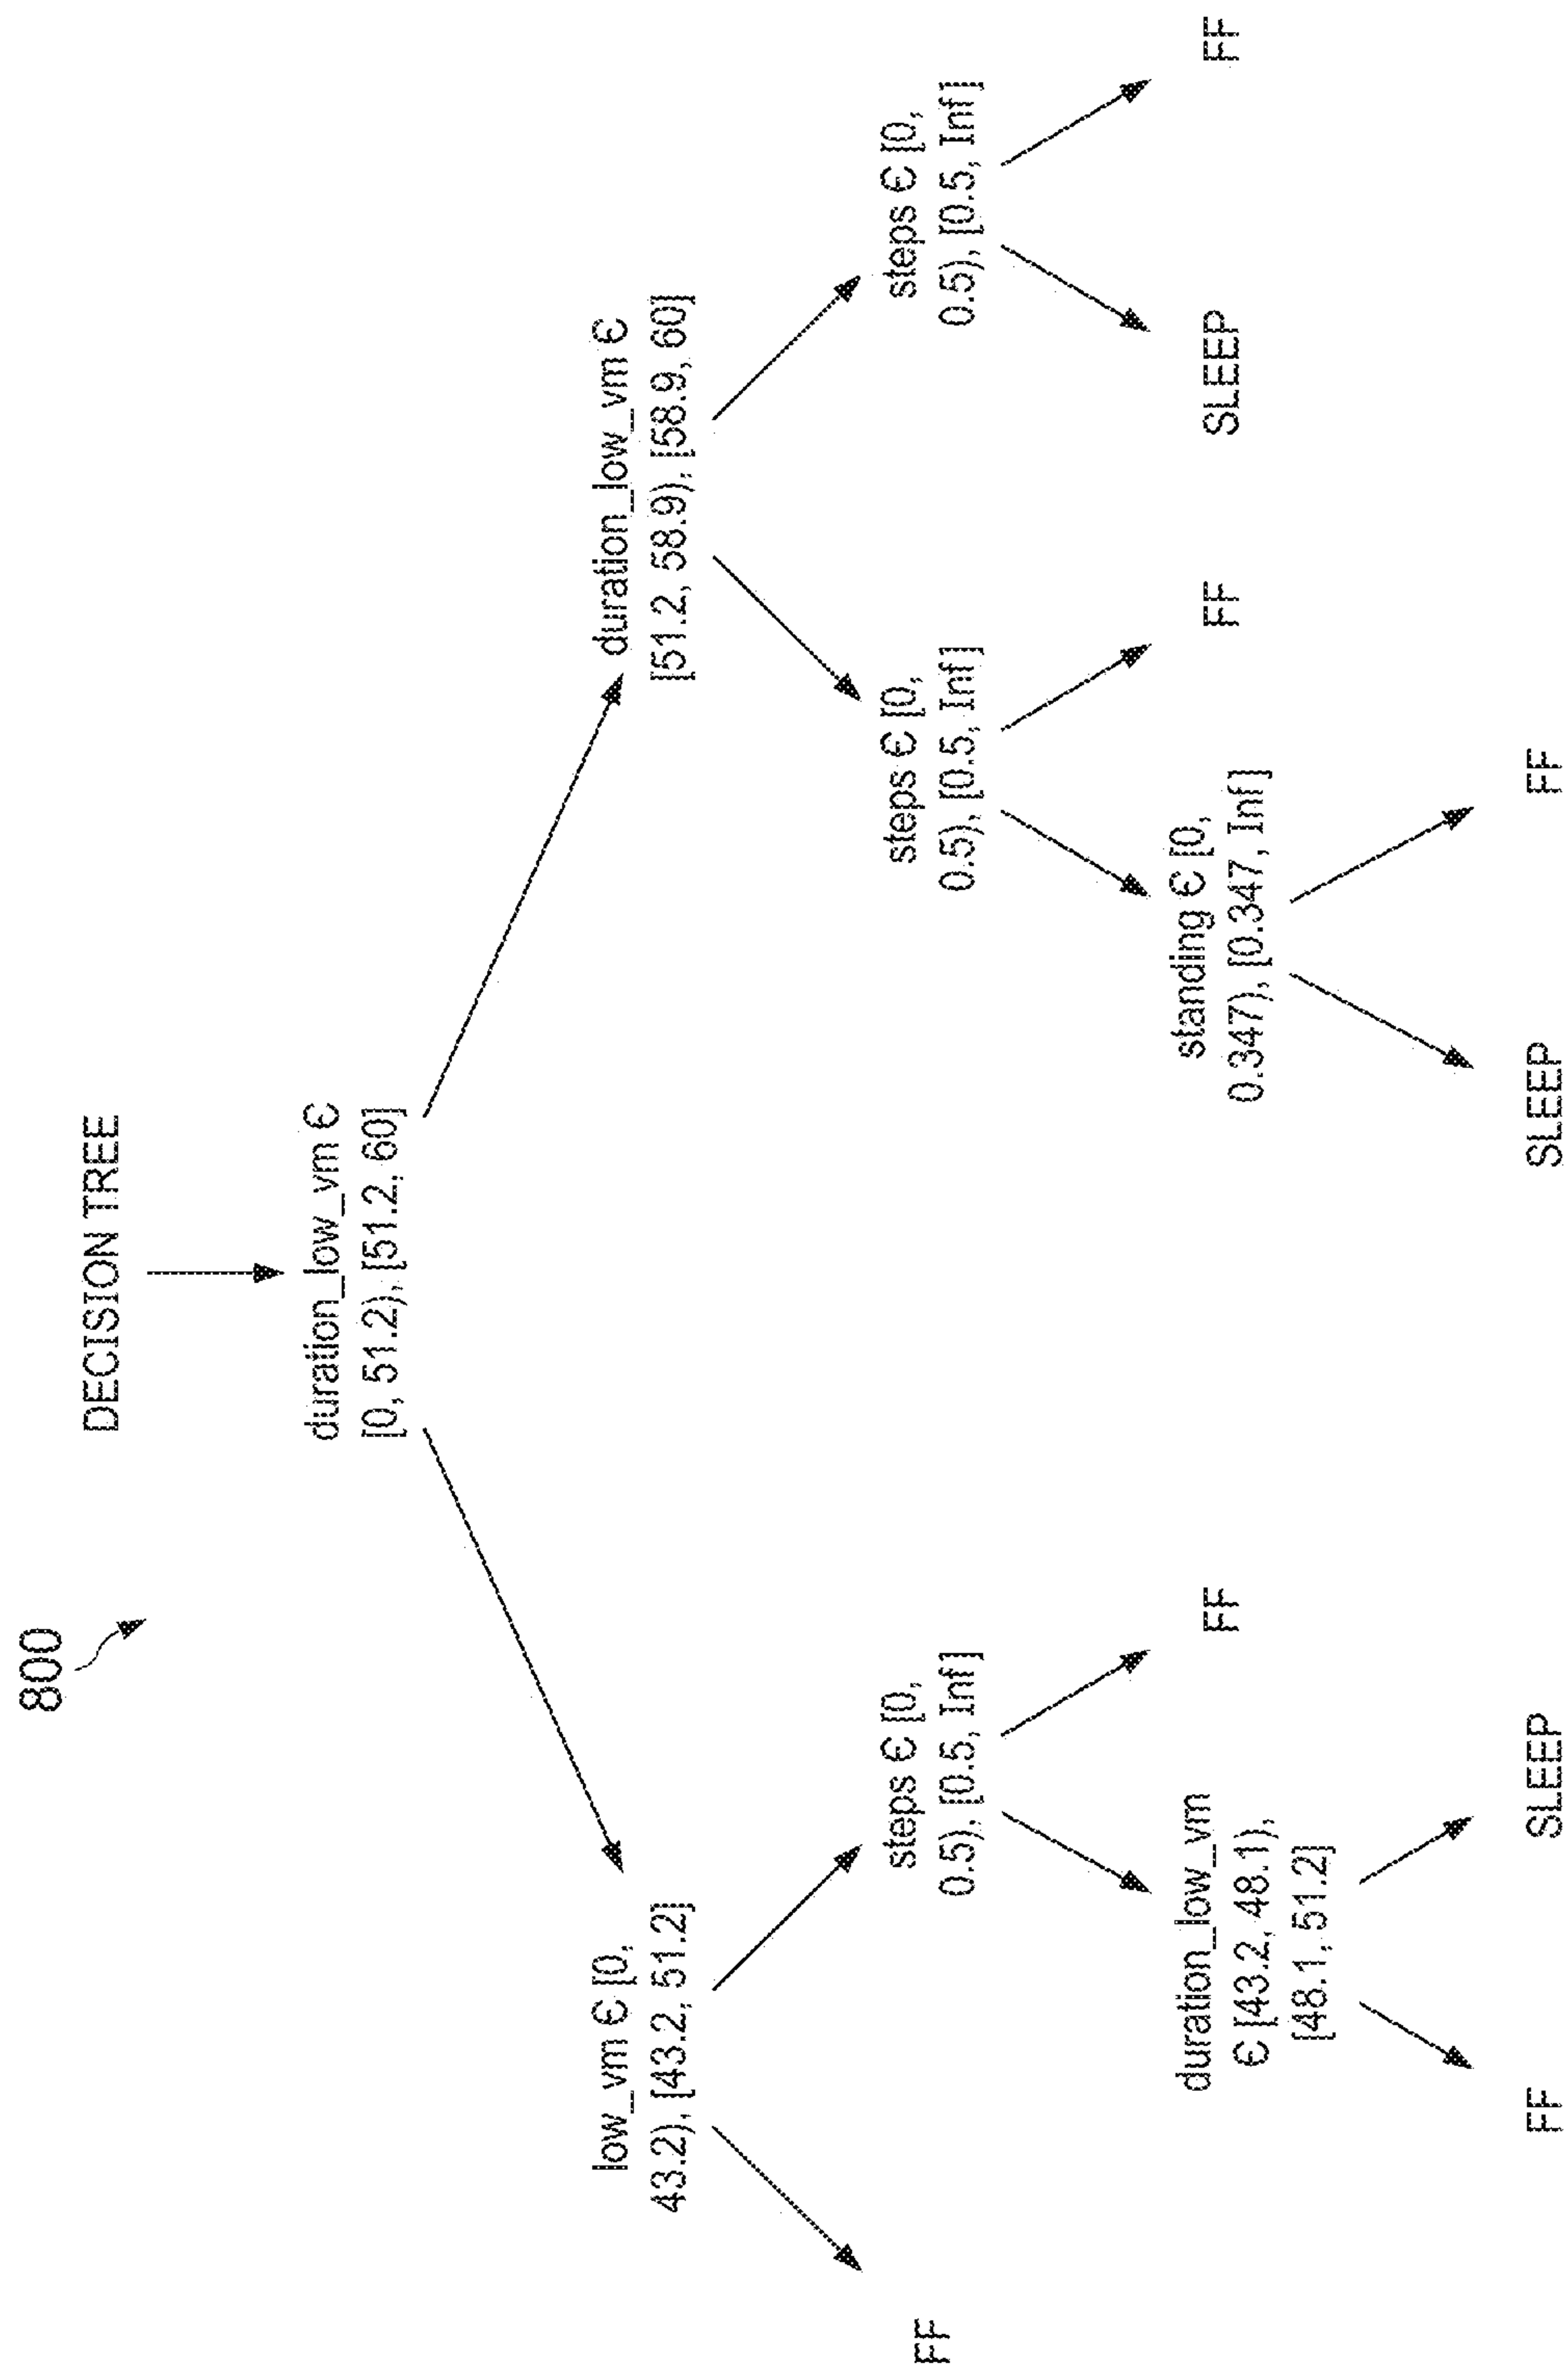 800
DECISION TREE
duration_low_vm Є
[0, 51.2), [51.2, 60]
low_vm Є [0,
43.2), [43.2, 51.2]
duration_low_vm Є
[51.2, 58.9), [58.9, 60]
FF
steps Є [0,
0.5), [0.5, Inf]
steps Є [0,
0.5), [0.5, Inf]
steps Є [0,
0.5), [0.5, Inf]
duration_low_vm
Є [43.2, 48.1),
[48.1, 51.2]
FF
standing Є [0,
0.347), [0.347, Inf]
FF
SLEEP
FF
FF
SLEEP
SLEEP
FF